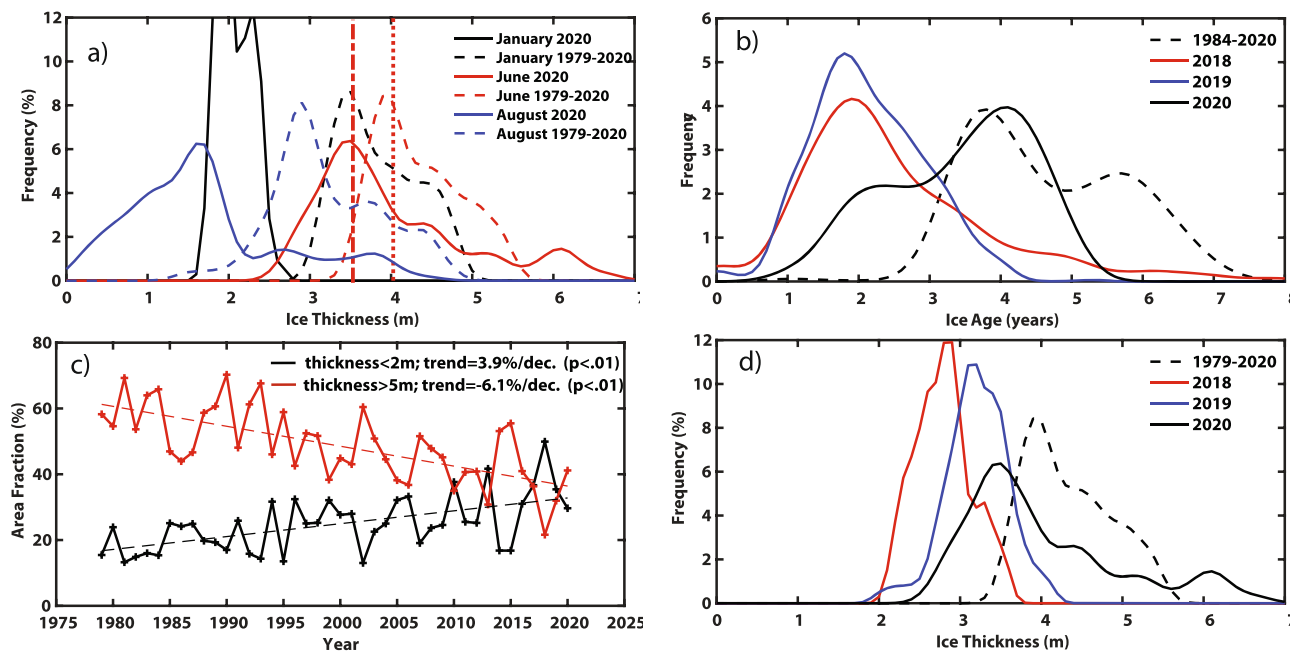 a)
12
10
8
6
4
2
0
Frequency (%)
January 2020
January 1979-2020
June 2020
June 1979-2020
August 2020
August 1979-2020
0 1 2 3 4 5 6 7
Ice Thickness (m)
b)
6
5
4
3
2
1
0
Frequency
1984-2020
2018
2019
2020
0 1 2 3 4 5 6 7 8
Ice Age (years)
c)
80
60
40
20
0
Area Fraction (%)
thickness<2m; trend=3.9%/dec. (p<.01)
thickness>5m; trend=-6.1%/dec. (p<.01)
1975 1980 1985 1990 1995 2000 2005 2010 2015 2020 2025
Year
d)
12
10
8
6
4
2
0
Frequency (%)
1979-2020
2018
2019
2020
0 1 2 3 4 5 6 7
Ice Thickness (m)